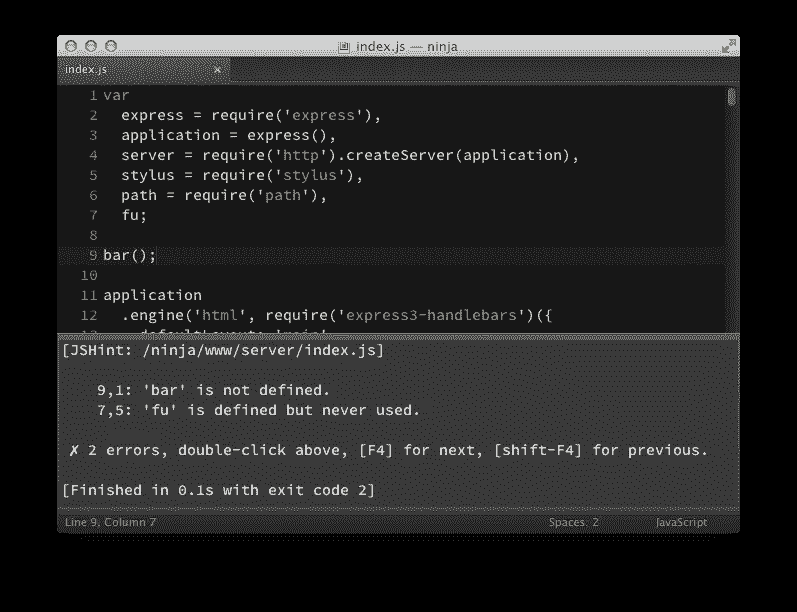 index.js — ninja
index.js ×
1 var
2 express = require('express'),
3 application = express(),
4 server = require('http').createServer(application),
5 stylus = require('stylus'),
6 path = require('path'),
7 fu;
8
9 bar();
10
11 application
12 .engine('html', require('express3-handlebars')({
13 defaultLayout: 'main'
[JSHint: /ninja/www/server/index.js]
9,1: 'bar' is not defined.
7,5: 'fu' is defined but never used.
✗ 2 errors, double-click above, [F4] for next, [shift-F4] for previous.
[Finished in 0.1s with exit code 2]
Line 9, Column 7 Spaces: 2 JavaScript